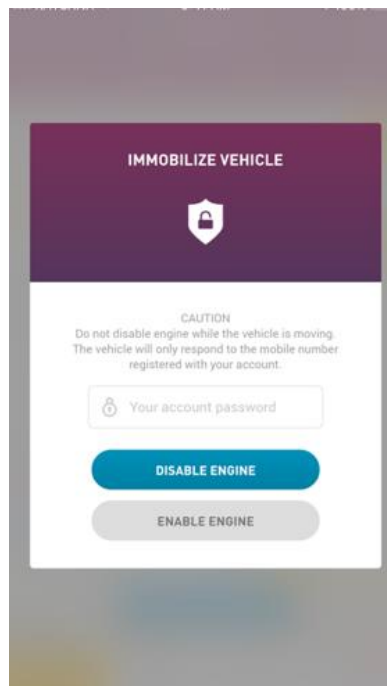 IMMOBILIZE VEHICLE
CAUTION
Do not disable engine while the vehicle is moving.
The vehicle will only respond to the mobile number
registered with your account.
Your account password
DISABLE ENGINE
ENABLE ENGINE